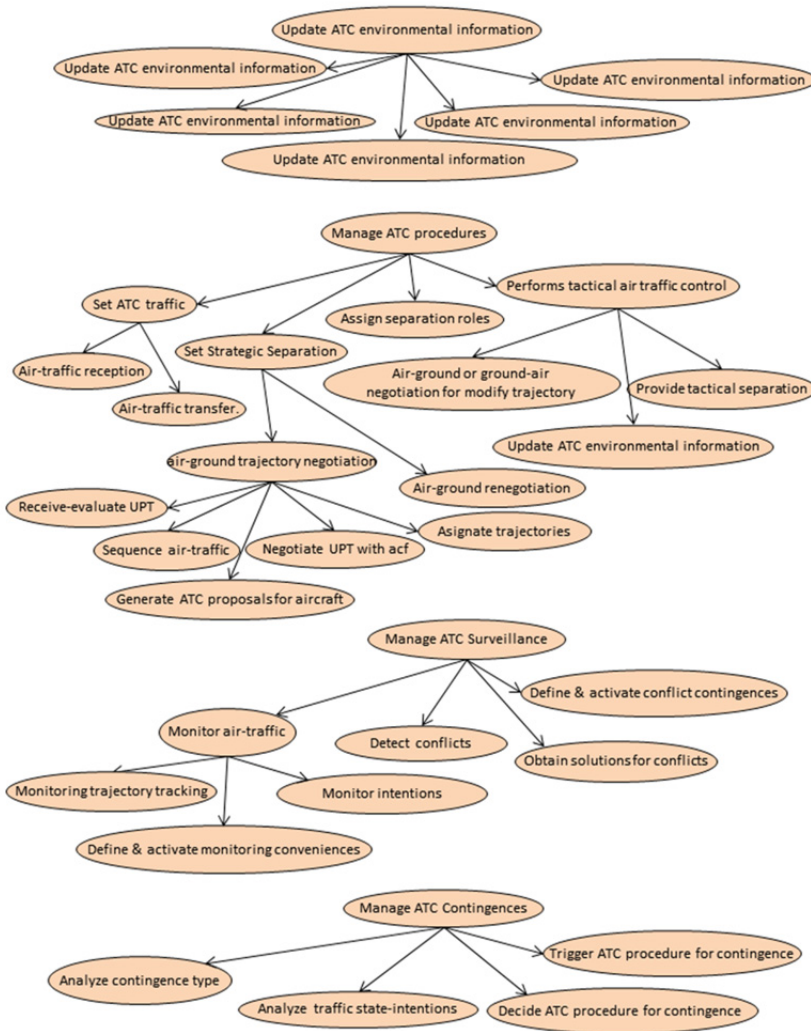 Update ATC environmental information
Update ATC environmental information
Update ATC environmental information
Update ATC environmental information
Update ATC environmental information
Update ATC environmental information
Manage ATC procedures
Performs tactical air traffic control
Set ATC traffic
Assign separation roles
Set Strategic Separation
Air-traffic reception
Air-ground or ground-air
negotiation for modify trajectory
Provide tactical separation
Air-traffic transfer.
Update ATC environmental information
air-ground trajectory negotiation
Air-ground renegotiation
Receive-evaluate UPT
Asignate trajectories
Sequence air-traffic
Negotiate UPT with acf
Generate ATC proposals for aircraft
Manage ATC Surveillance
Define & activate conflict contingences
Monitor air-traffic
Detect conflicts
Obtain solutions for conflicts
Monitoring trajectory tracking
Monitor intentions
Define & activate monitoring conveniences
Manage ATC Contingences
Trigger ATC procedure for contingence
Analyze contingence type
Analyze traffic state-intentions
Decide ATC procedure for contingence